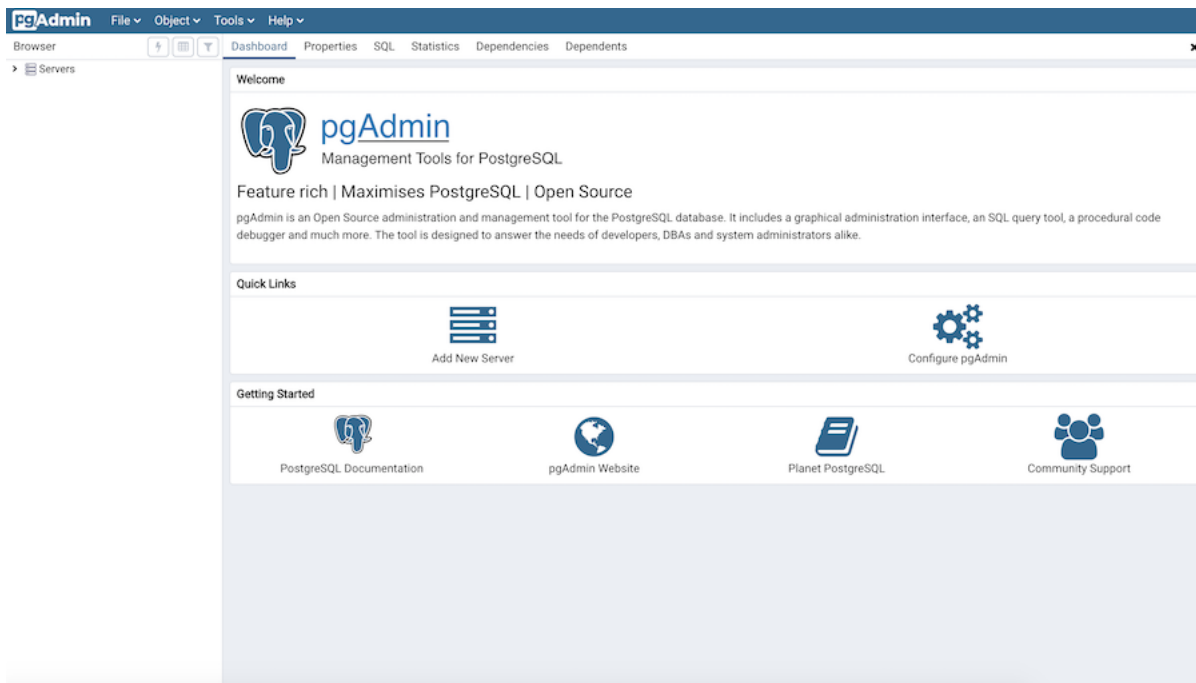 pgAdmin File Object Tools Help
Browser Dashboard Properties SQL Statistics Dependencies Dependents
Servers
Welcome
pgAdmin
Management Tools for PostgreSQL
Feature rich | Maximises PostgreSQL | Open Source
pgAdmin is an Open Source administration and management tool for the PostgreSQL database. It includes a graphical administration interface, an SQL query tool, a procedural code
debugger and much more. The tool is designed to answer the needs of developers, DBAs and system administrators alike.
Quick Links
Add New Server Configure pgAdmin
Getting Started
PostgreSQL Documentation pgAdmin Website Planet PostgreSQL Community Support